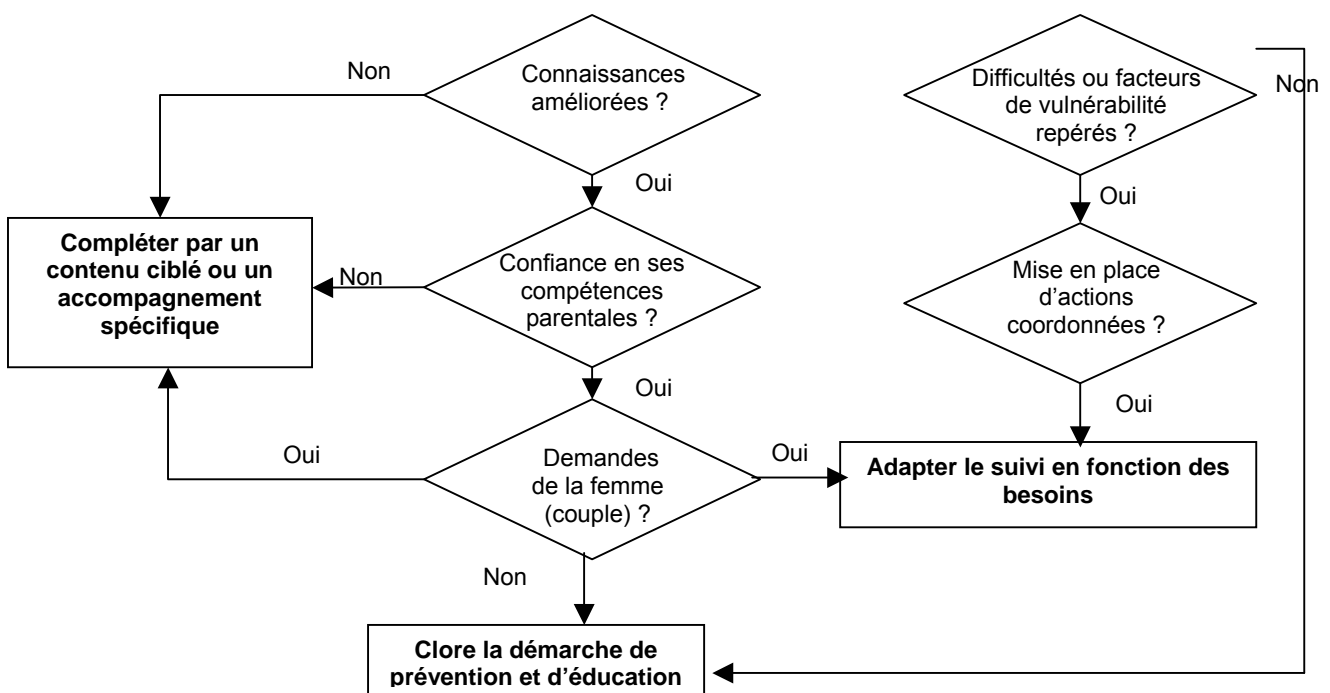 Non
Connaissances
améliorées ?
Difficultés ou facteurs
de vulnérabilité
repérés ?
Non
Oui
Oui
Compléter par un
contenu ciblé ou un
accompagnement
spécifique
Non
Confiance en ses
compétences
parentales ?
Mise en place
d’actions
coordonnées ?
Oui
Oui
Oui
Demandes
de la femme
(couple) ?
Oui
Adapter le suivi en fonction des
besoins
Non
Clore la démarche de
prévention et d’éducation